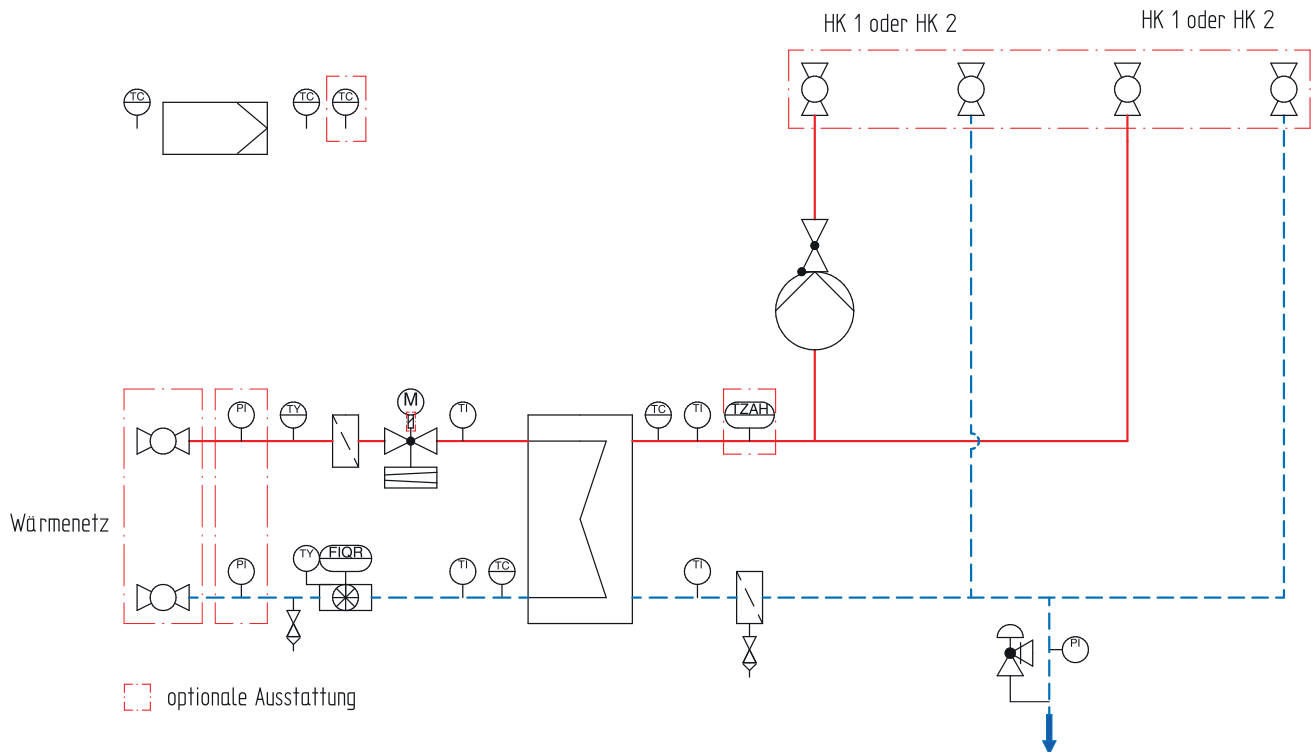 HK 1 oder HK 2
HK 1 oder HK 2
TC
TC
TC
M
PI
TY
TI
TC
TI
TZAH
Wärmenetz
PI
TY
FIQR
TI
TC
TI
PI
optionale Ausstattung